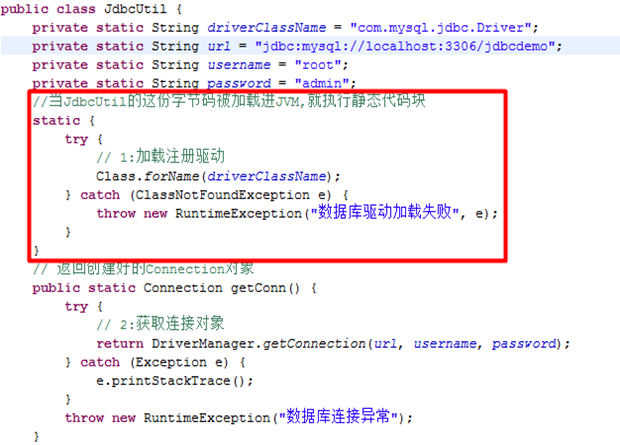 public class JdbcUtil {
    private static String driverClassName = "com.mysql.jdbc.Driver";
    private static String url = "jdbc:mysql://localhost:3306/jdbcdemo";
    private static String username = "root";
    private static String password = "admin";
    //当JdbcUtil的这份字节码被加载进JVM,就执行静态代码块
    static {
        try {
            // 1:加载注册驱动
            Class.forName(driverClassName);
        } catch (ClassNotFoundException e) {
            throw new RuntimeException("数据库驱动加载失败", e);
        }
    }
    // 返回创建好的Connection对象
    public static Connection getConn() {
        try {
            // 2:获取连接对象
            return DriverManager.getConnection(url, username, password);
        } catch (Exception e) {
            e.printStackTrace();
        }
        throw new RuntimeException("数据库连接异常");
    }